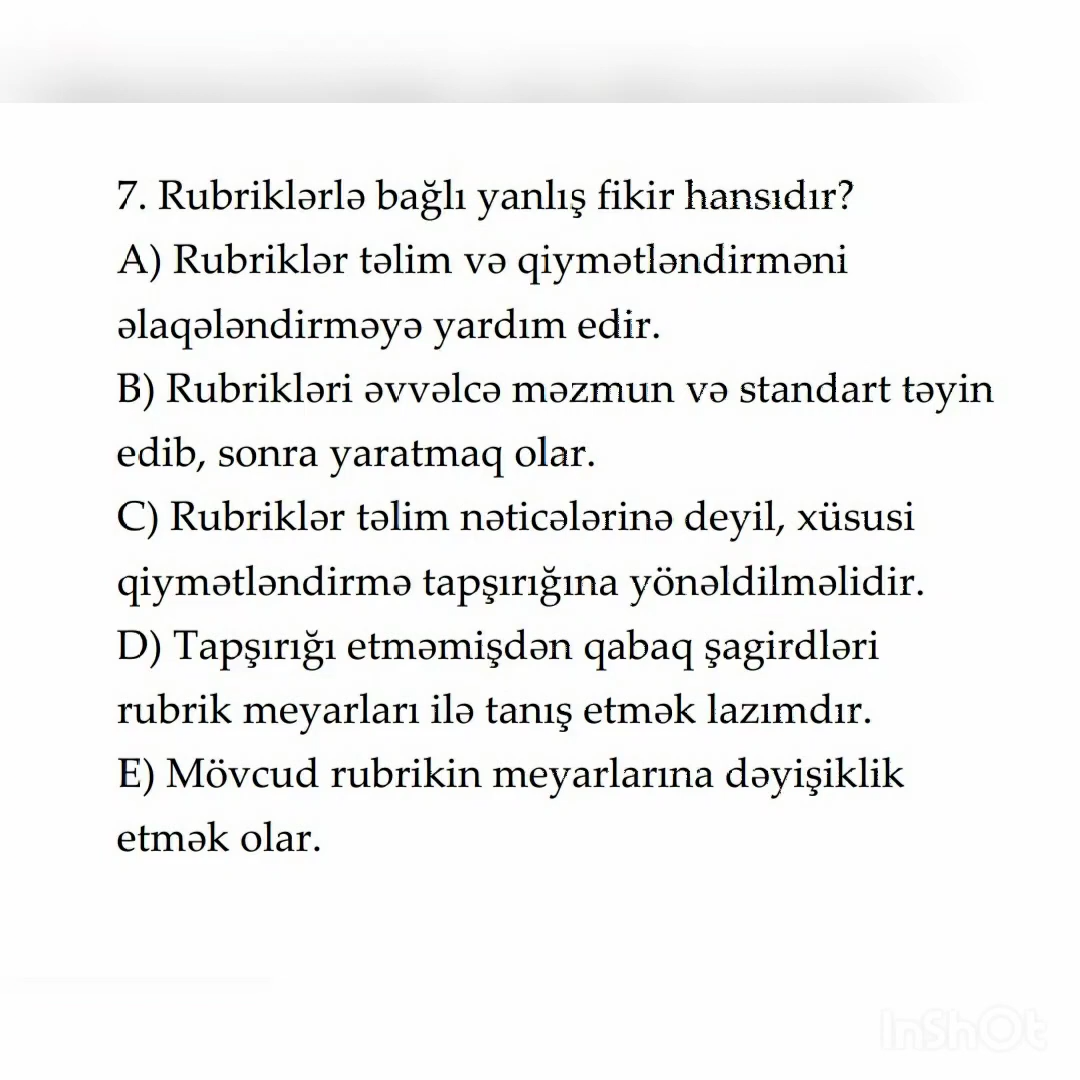 7. Rubriklərlə bağlı yanlış fikir hansıdır?
A) Rubriklər təlim və qiymətləndirməni
əlaqələndirməyə yardım edir.
B) Rubrikləri əvvəlcə məzmun və standart təyin
edib, sonra yaratmaq olar.
C) Rubriklər təlim nəticələrinə deyil, xüsusi
qiymətləndirmə tapşırığına yönəldilməlidir.
D) Tapşırığı etməmişdən qabaq şagirdləri
rubrik meyarları ilə tanış etmək lazımdır.
E) Mövcud rubrikin meyarlarına dəyişiklik
etmək olar.
InShOt